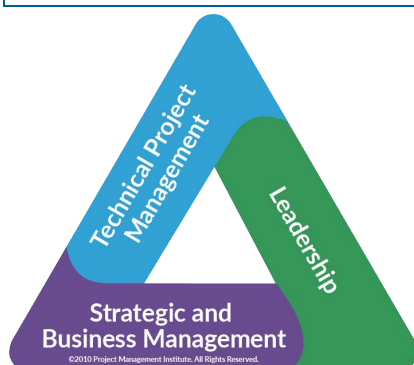 Technical Project
Management
Leadership
Strategic and
Business Management
©2010 Project Management Institute. All Rights Reserved.